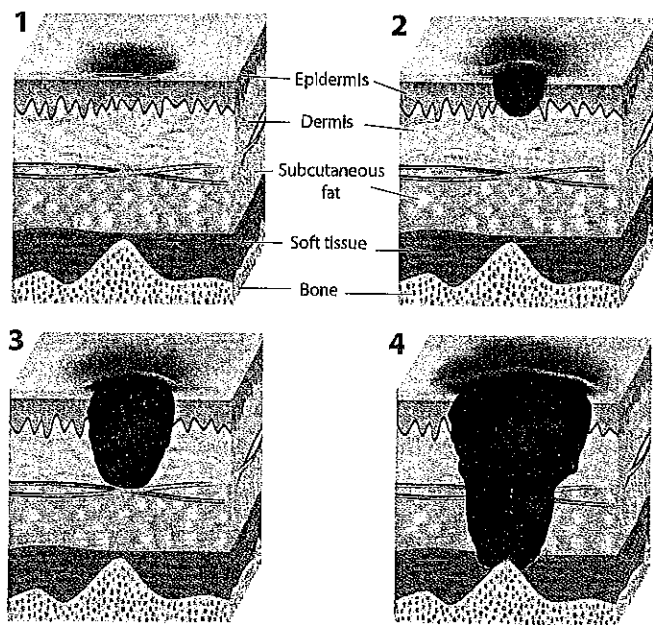 1
2
Epidermis
Dermis
Subcutaneous
fat
Soft tissue
Bone
3
4